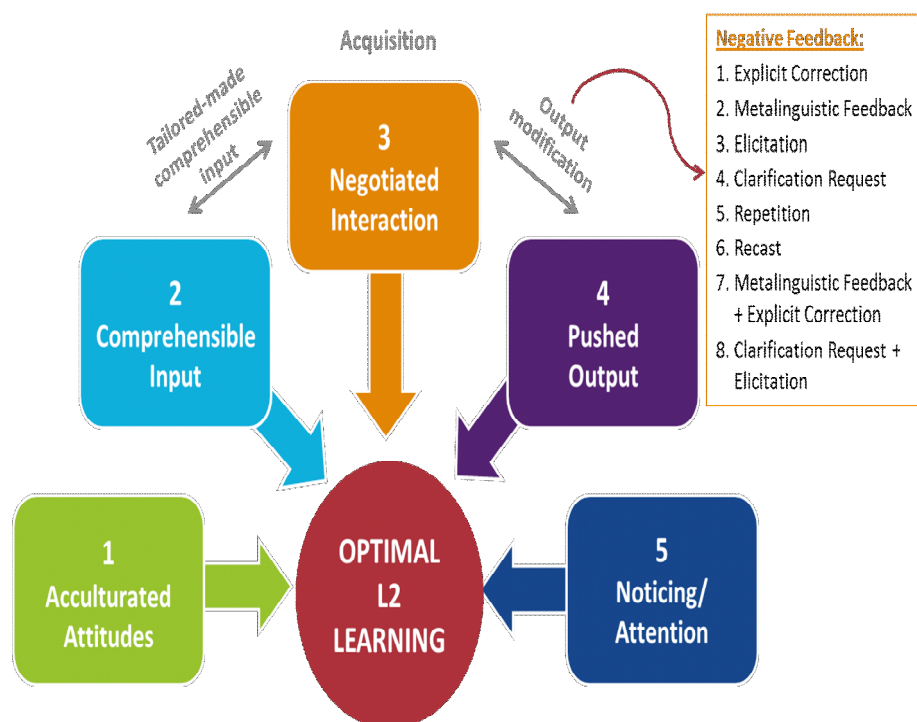 Acquisition
Tailored-made
comprehensible
input
Output
modification
3
Negotiated
Interaction
2
Comprehensible
Input
4
Pushed
Output
1
Acculturated
Attitudes
OPTIMAL
L2
LEARNING
5
Noticing/
Attention
Negative Feedback:
1. Explicit Correction
2. Metalinguistic Feedback
3. Elicitation
4. Clarification Request
5. Repetition
6. Recast
7. Metalinguistic Feedback
+ Explicit Correction
8. Clarification Request +
Elicitation